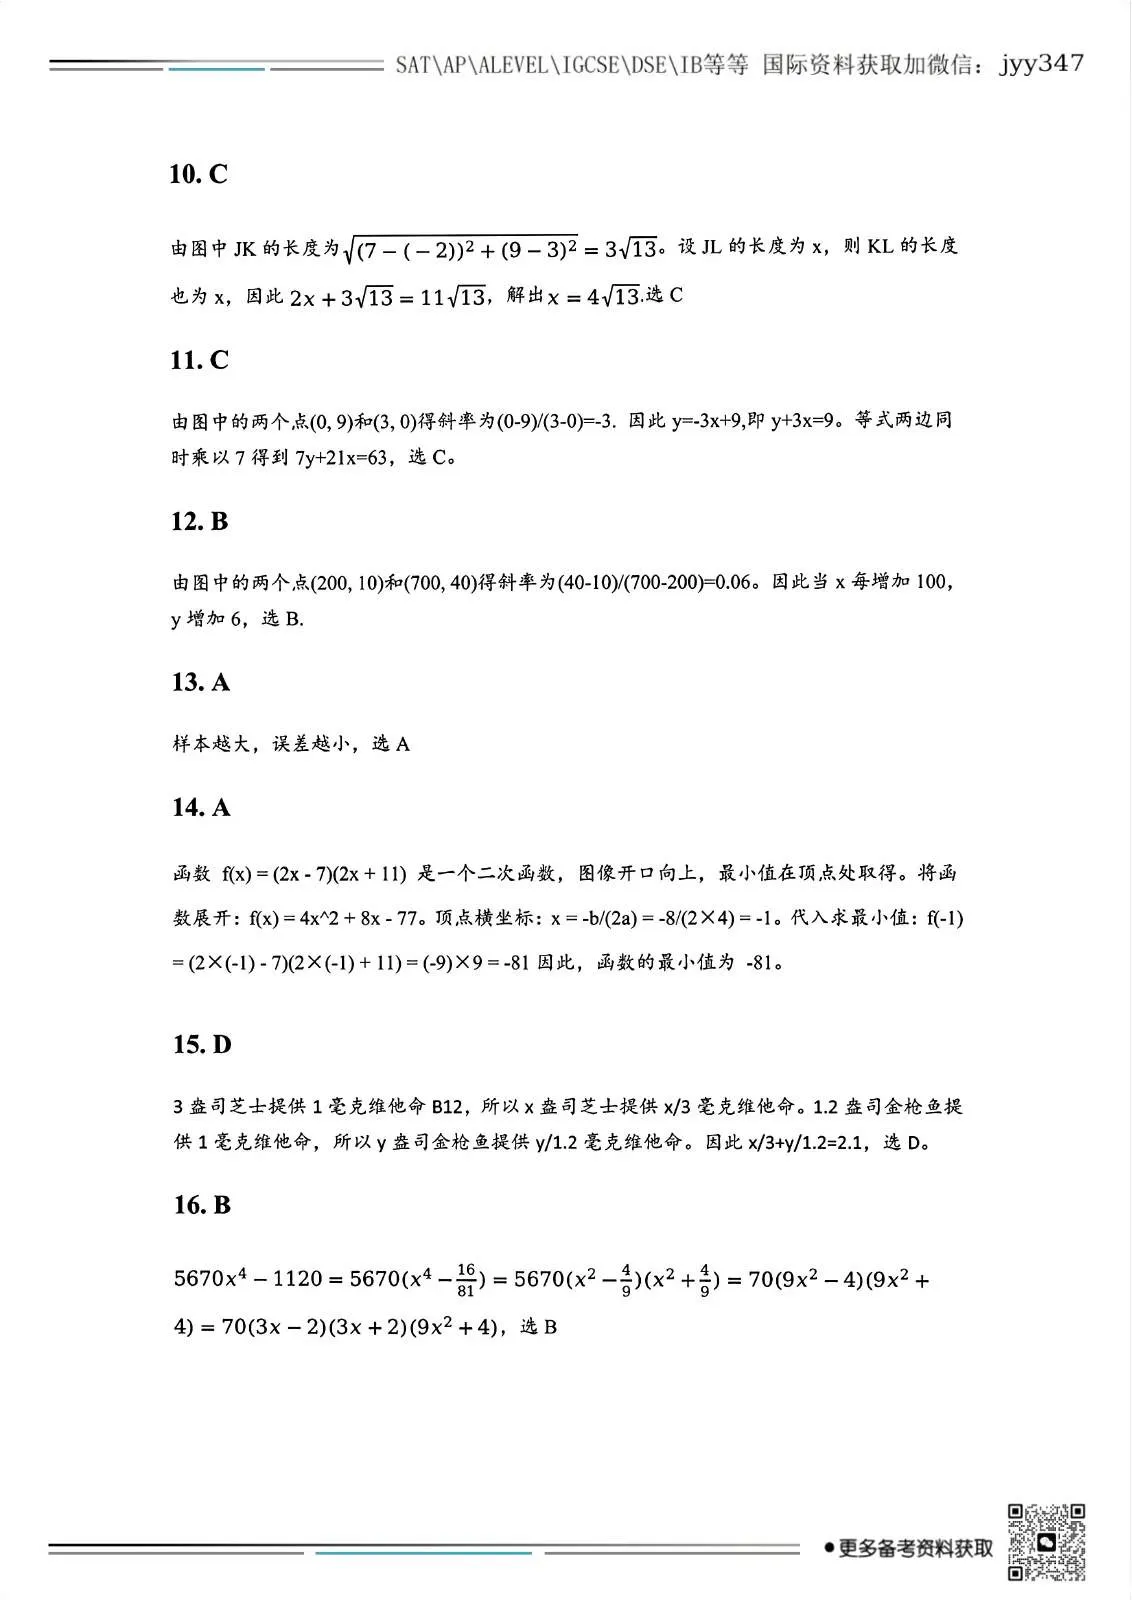 SAT\AP\ALEVEL\IGCSE\DSE\IB等等 国际资料获取加微信： jyy347
10. C
由图中 JK 的长度为√((7 − ( − 2))² + (9 − 3)²) = 3√13。设 JL 的长度为 x，则 KL 的长度
也为 x，因此 2x + 3√13 = 11√13，解出x = 4√13.选 C
11. C
由图中的两个点(0, 9)和(3, 0)得斜率为(0-9)/(3-0)=-3. 因此 y=-3x+9,即 y+3x=9。等式两边同
时乘以 7 得到 7y+21x=63，选 C。
12. B
由图中的两个点(200, 10)和(700, 40)得斜率为(40-10)/(700-200)=0.06。因此当 x 每增加 100，
y 增加 6，选 B.
13. A
样本越大，误差越小，选 A
14. A
函数 f(x) = (2x - 7)(2x + 11) 是一个二次函数，图像开口向上，最小值在顶点处取得。将函
数展开：f(x) = 4x^2 + 8x - 77。顶点横坐标：x = -b/(2a) = -8/(2×4) = -1。代入求最小值：f(-1)
= (2×(-1) - 7)(2×(-1) + 11) = (-9)×9 = -81 因此，函数的最小值为 -81。
15. D
3 盎司芝士提供 1 毫克维他命 B12，所以 x 盎司芝士提供 x/3 毫克维他命。1.2 盎司金枪鱼提
供 1 毫克维他命，所以 y 盎司金枪鱼提供 y/1.2 毫克维他命。因此 x/3+y/1.2=2.1，选 D。
16. B
5670x⁴ − 1120 = 5670(x⁴ − 16/81) = 5670(x² − 4/9)(x² + 4/9) = 70(9x² − 4)(9x² +
4) = 70(3x − 2)(3x + 2)(9x² + 4)，选 B
●更多备考资料获取